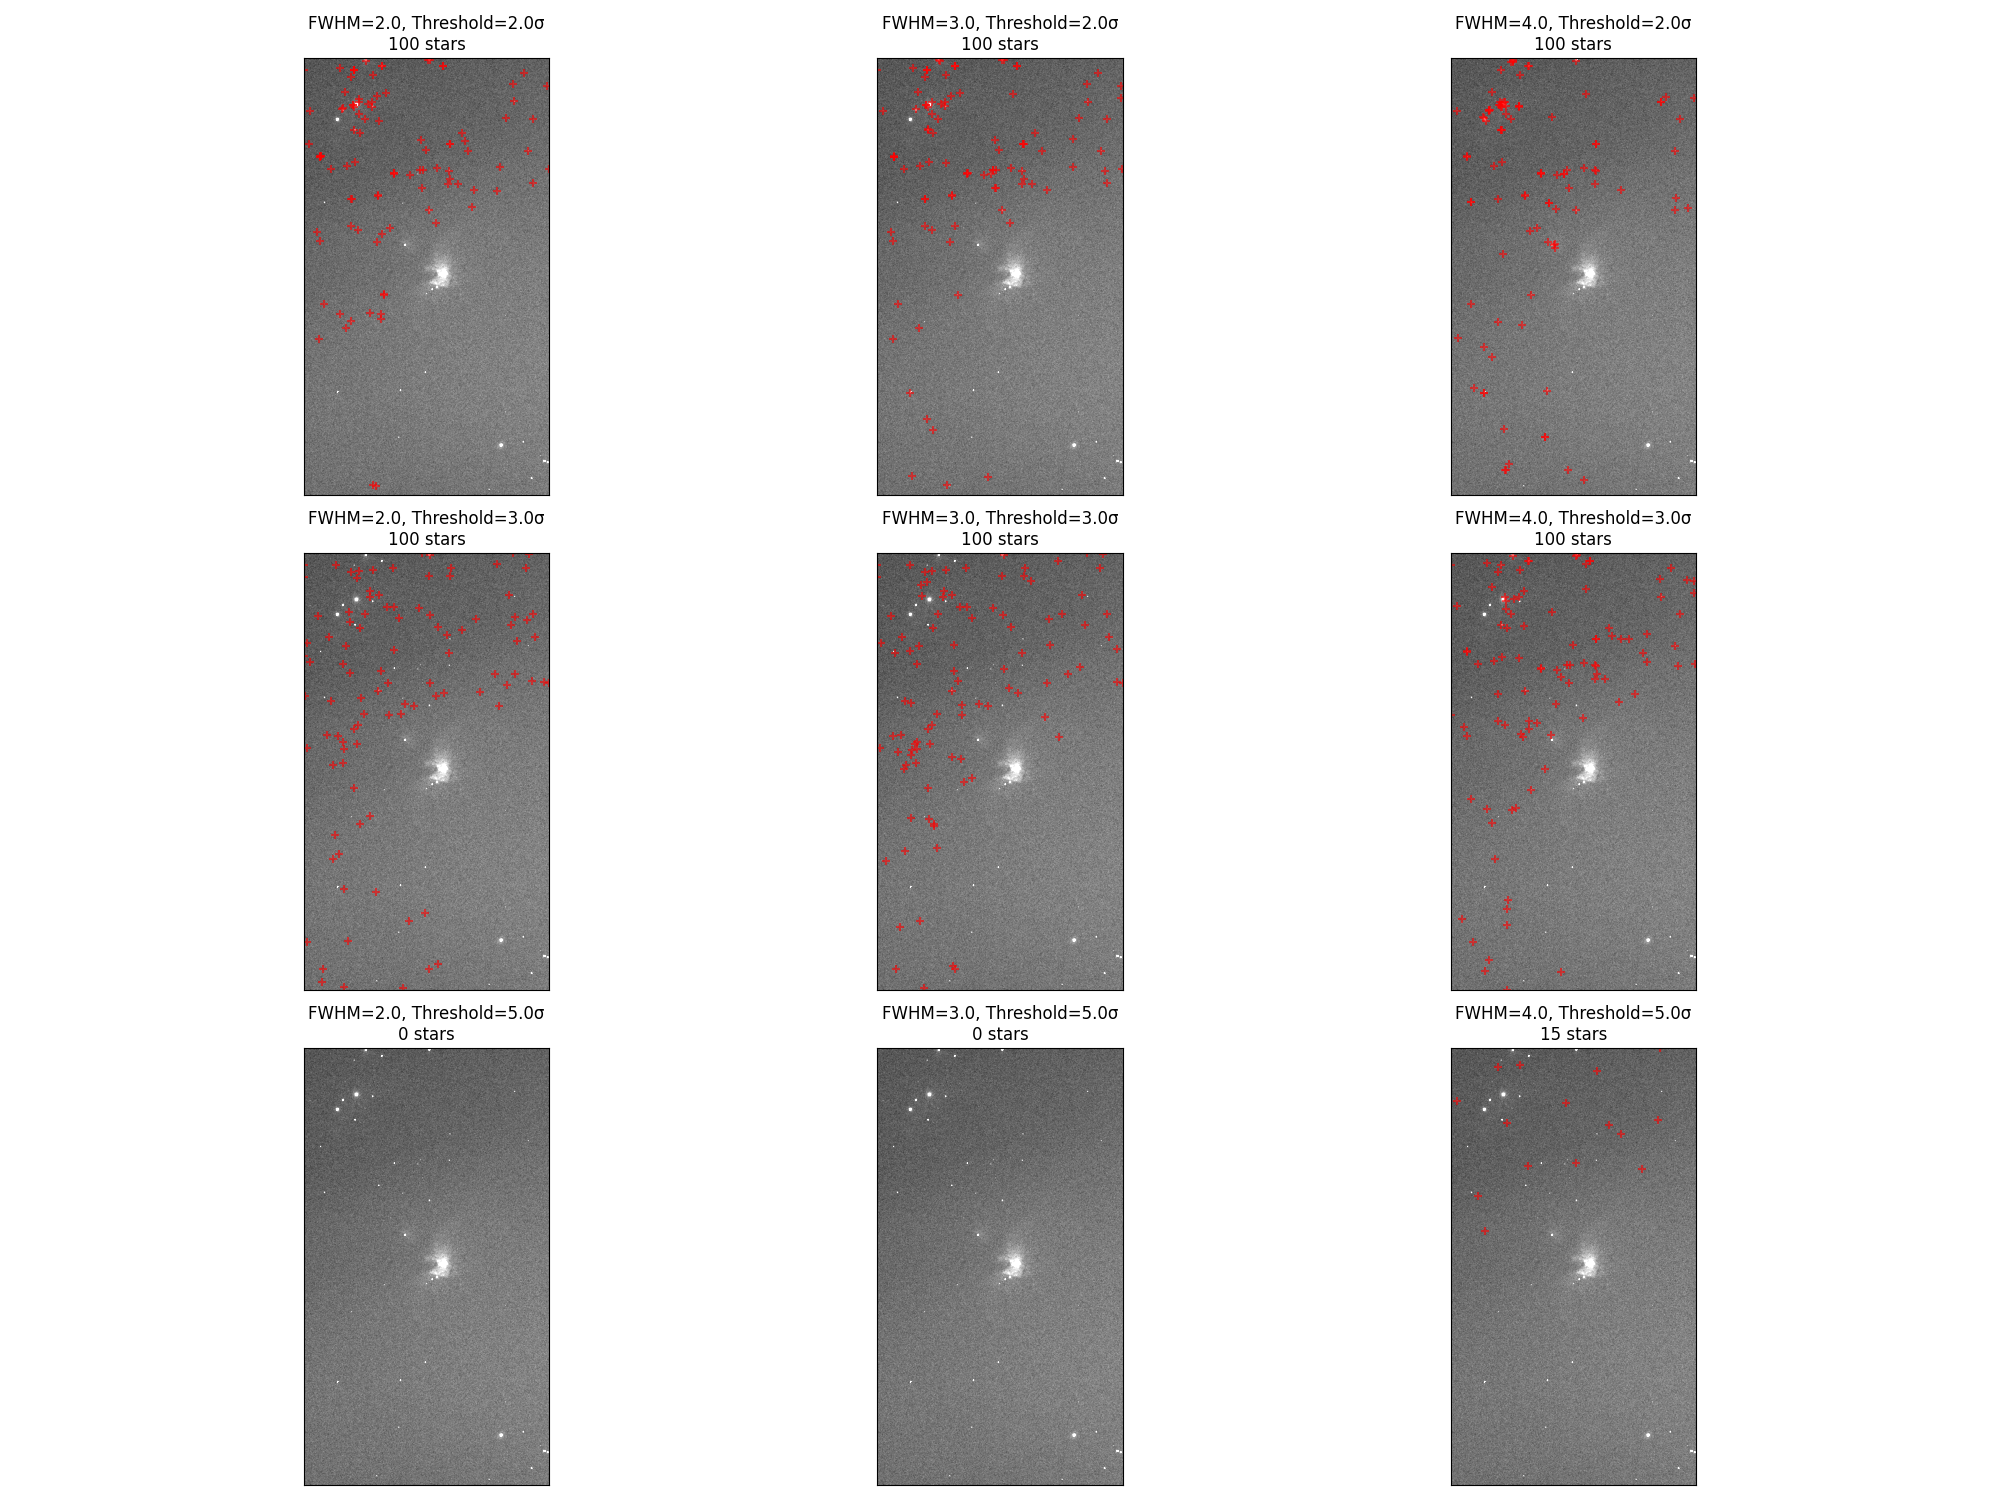 FWHM=2.0, Threshold=2.0σ
100 stars
FWHM=3.0, Threshold=2.0σ
100 stars
FWHM=4.0, Threshold=2.0σ
100 stars
FWHM=2.0, Threshold=3.0σ
100 stars
FWHM=3.0, Threshold=3.0σ
100 stars
FWHM=4.0, Threshold=3.0σ
100 stars
FWHM=2.0, Threshold=5.0σ
0 stars
FWHM=3.0, Threshold=5.0σ
0 stars
FWHM=4.0, Threshold=5.0σ
15 stars